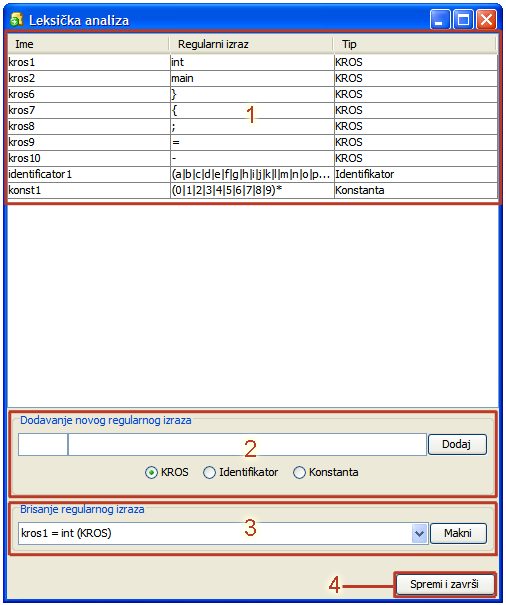 Leksička analiza
Ime Regularni izraz Tip
kros1 int KROS
kros2 main KROS
kros6 } KROS
kros7 { KROS
kros8 ; KROS
kros9 = KROS
kros10 - KROS
identificator1 (a|b|c|d|e|f|g|h|i|j|k|l|m|n|o|p... Identifikator
konst1 (0|1|2|3|4|5|6|7|8|9)* Konstanta
1
Dodavanje novog regularnog izraza
2
Dodaj
KROS Identifikator Konstanta
Brisanje regularnog izraza
3
kros1 = int (KROS) Makni
4 Spremi i završi